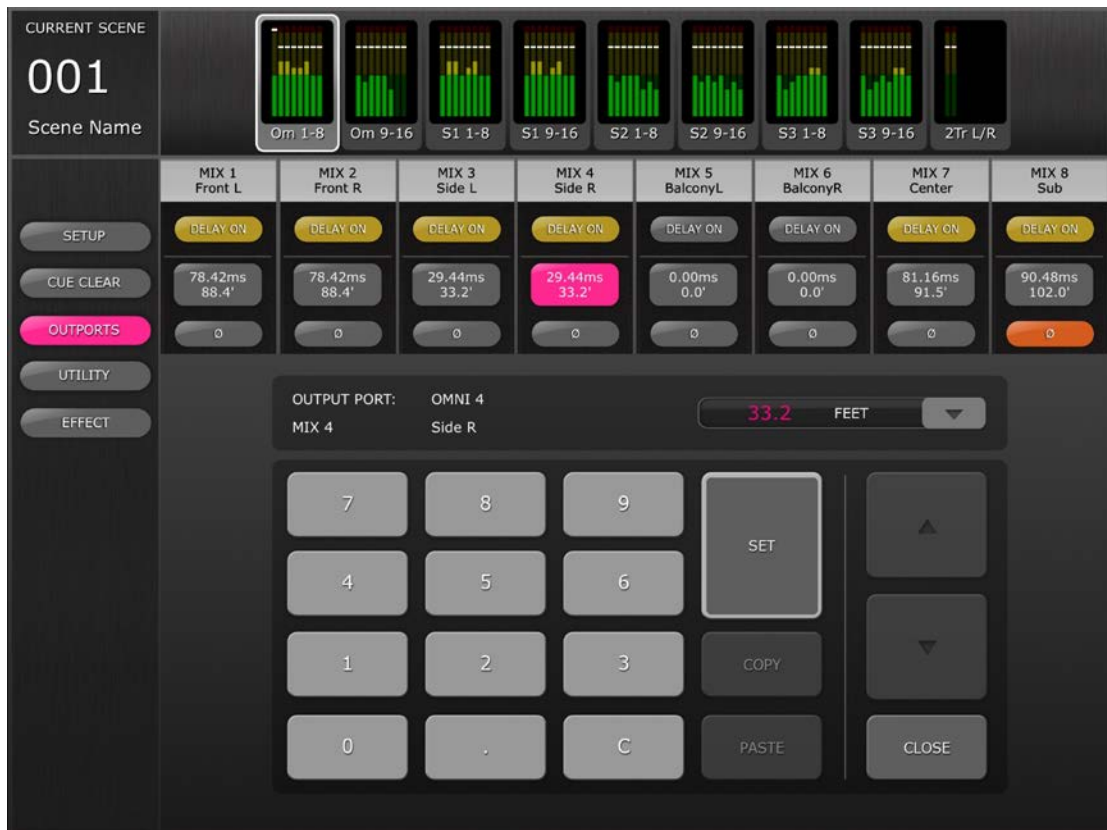 CURRENT SCENE
001
Scene Name
Om 1-8
Om 9-16
S1 1-8
S1 9-16
S2 1-8
S2 9-16
S3 1-8
S3 9-16
2Tr L/R
MIX 1
Front L
MIX 2
Front R
MIX 3
Side L
MIX 4
Side R
MIX 5
BalconyL
MIX 6
BalconyR
MIX 7
Center
MIX 8
Sub
DELAY ON
DELAY ON
DELAY ON
DELAY ON
DELAY ON
DELAY ON
DELAY ON
DELAY ON
78.42ms
88.4'
78.42ms
88.4'
29.44ms
33.2'
29.44ms
33.2'
0.00ms
0.0'
0.00ms
0.0'
81.16ms
91.5'
90.48ms
102.0'
Ø
Ø
Ø
Ø
Ø
Ø
Ø
Ø
SETUP
CUE CLEAR
OUTPORTS
UTILITY
EFFECT
OUTPUT PORT: OMNI 4
MIX 4 Side R
33.2 FEET
7
8
9
SET
4
5
6
1
2
3
COPY
0
.
C
PASTE
CLOSE